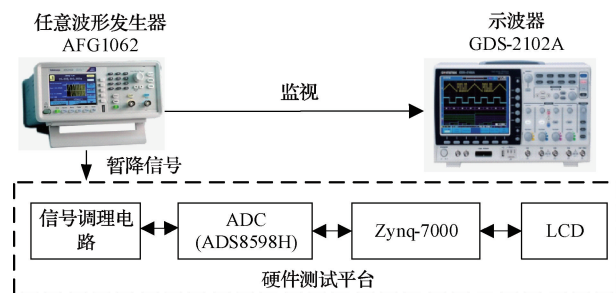 任意波形发生器
AFG1062
示波器
GDS-2102A
监视
暂降信号
信号调理电
路
ADC
(ADS8598H)
Zynq-7000
LCD
硬件测试平台